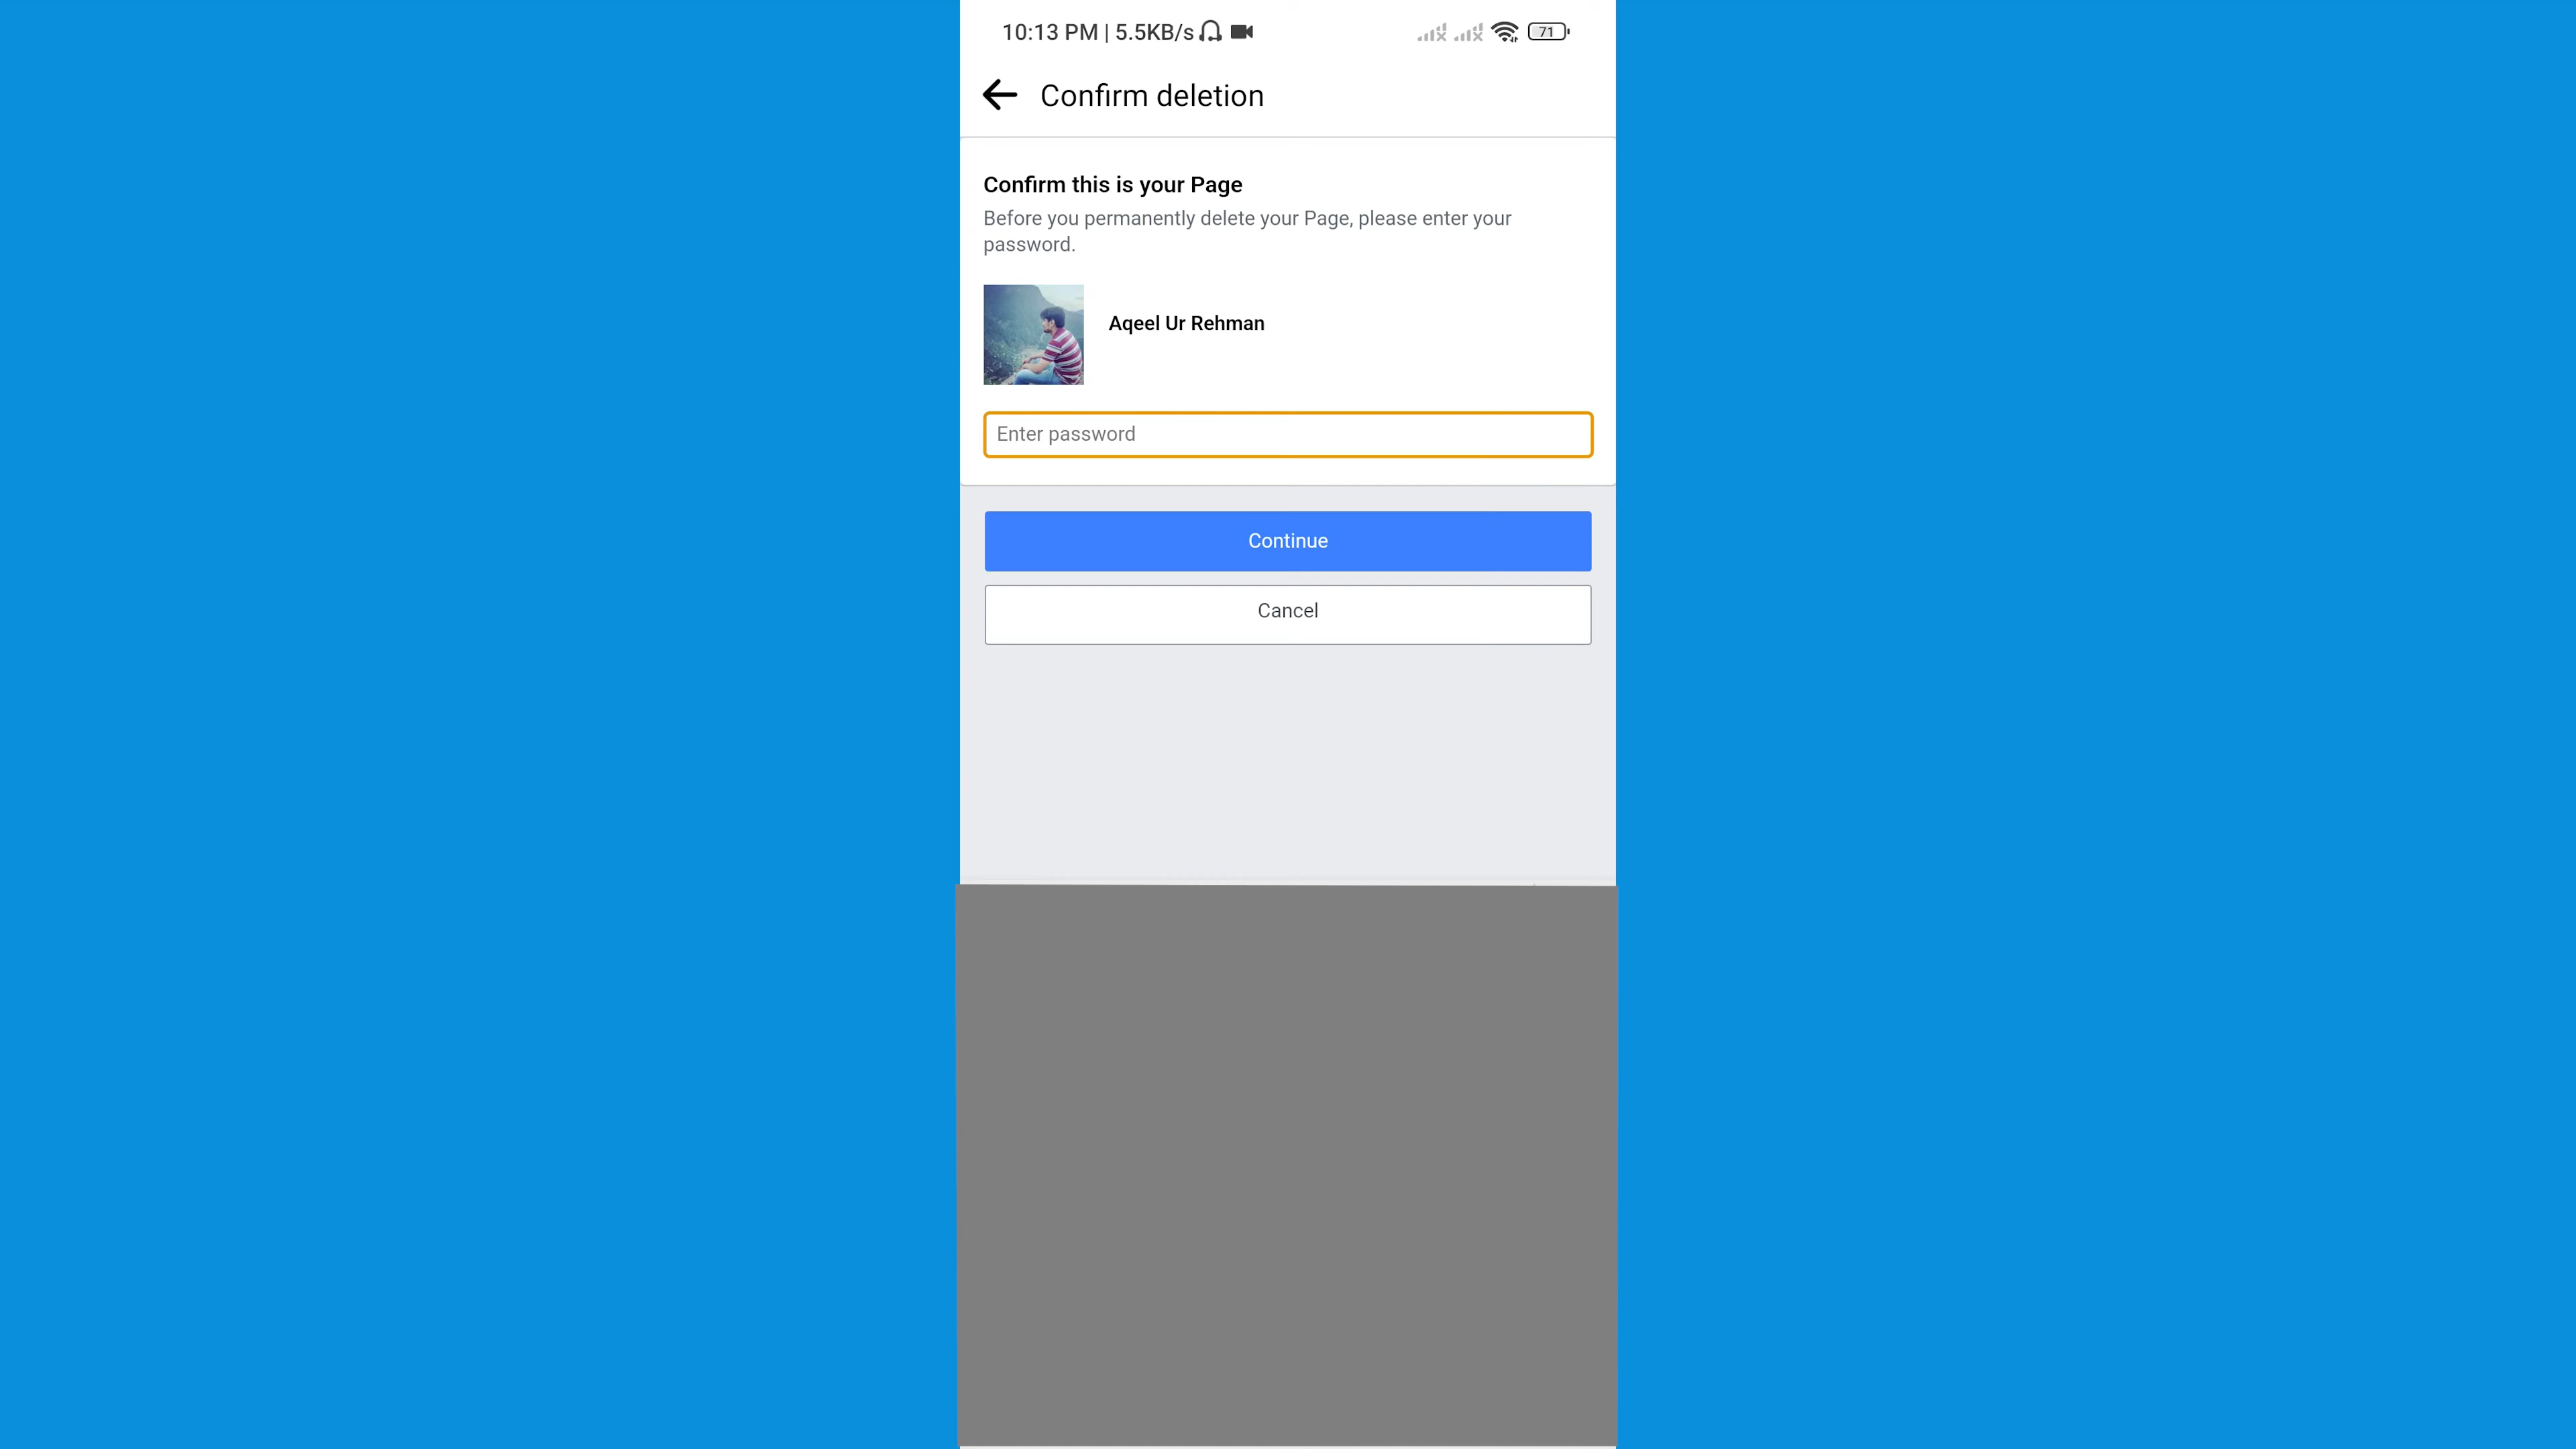 10:13 PM | 5.5KB/s 71
Confirm deletion
Confirm this is your Page
Before you permanently delete your Page, please enter your
password.
Aqeel Ur Rehman
Enter password
Continue
Cancel